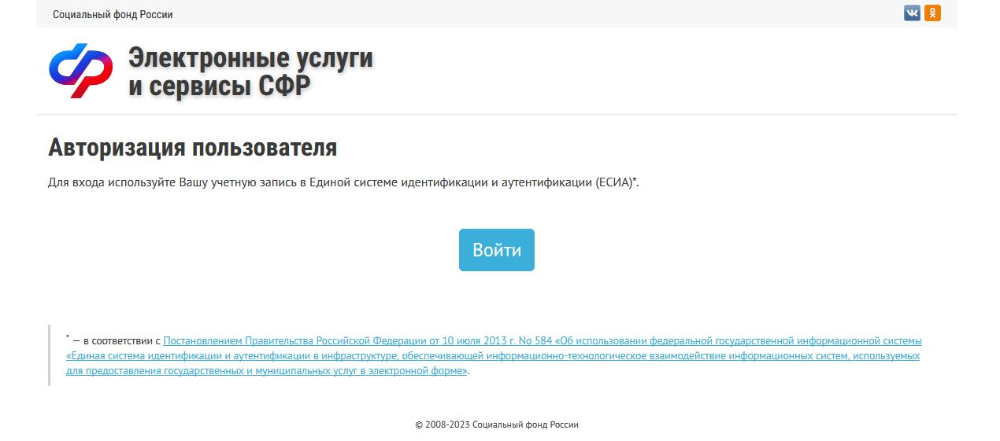 Социальный фонд России
Электронные услуги
и сервисы СФР
Авторизация пользователя
Для входа используйте Вашу учетную запись в Единой системе идентификации и аутентификации (ЕСИА)*.
Войти
* — в соответствии с Постановлением Правительства Российской Федерации от 10 июля 2013 г. No 584 «Об использовании федеральной государственной информационной системы
«Единая система идентификации и аутентификации в инфраструктуре, обеспечивающей информационно-технологическое взаимодействие информационных систем, используемых
для предоставления государственных и муниципальных услуг в электронной форме».
© 2008-2023 Социальный фонд России